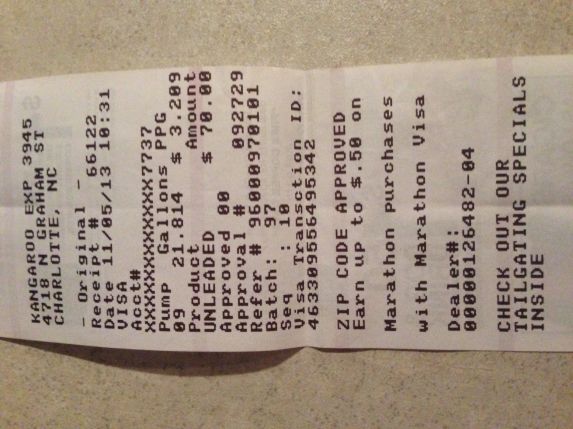 KANGAROO EXP 3945
4718 N GRAHAM ST
CHARLOTTE, NC
- Original -
Receipt # 66122
Date 11/05/13 10:31
VISA
Acct#
XXXXXXXXXXXX7737
Pump Gallons PPG
09 21.814 $ 3.209
Product Amount
UNLEADED $ 70.00
Approved 00
Approval # 092729
Refer # 96000970101
Batch: 97
Seq : 10
Visa Transction ID:
463309556495342
ZIP CODE APPROVED
Earn up to $.50 on
Marathon purchases
with Marathon Visa
Dealer#:
0000126482-04
CHECK OUT OUR
TAILGATING SPECIALS
INSIDE